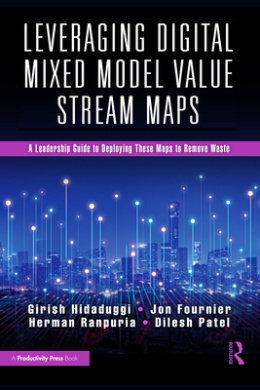 LEVERAGING DIGITAL
MIXED MODEL VALUE
STREAM MAPS
A Leadership Guide to Deploying These Maps to Remove Waste
Girish Hidaduggi • Jon Fournier
Herman Ranpuria • Dilesh Patel
A Productivity Press Book
R
Routledge